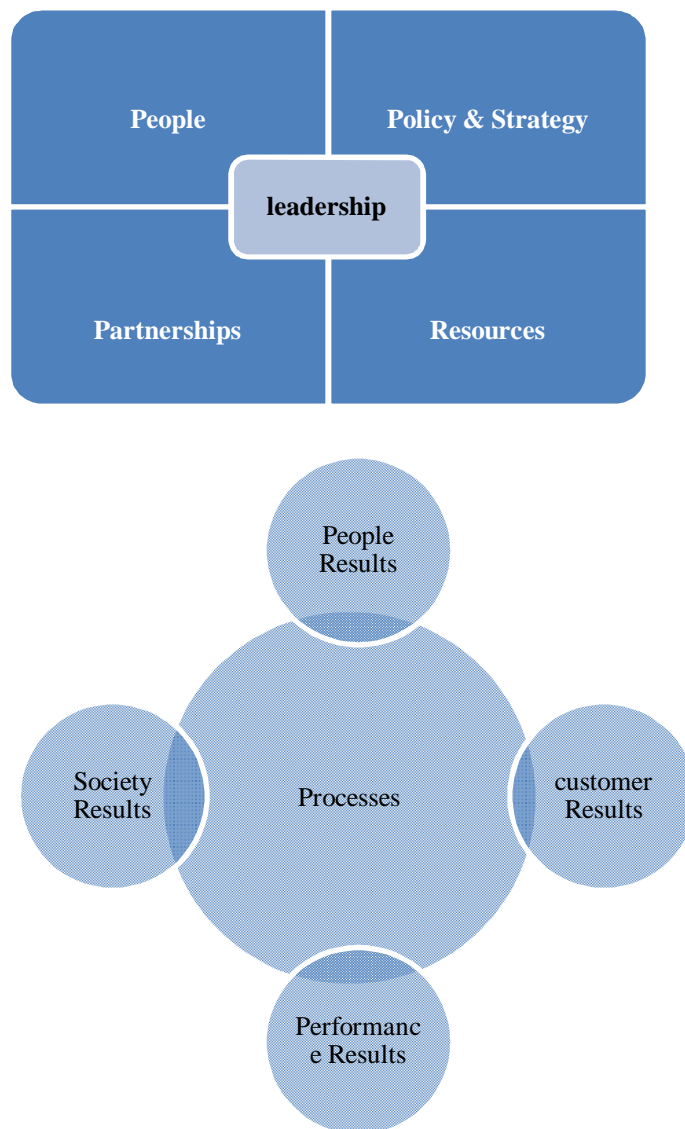 People
Policy & Strategy
leadership
Partnerships
Resources
People
Results
Society
Results
Processes
customer
Results
Performanc
e Results